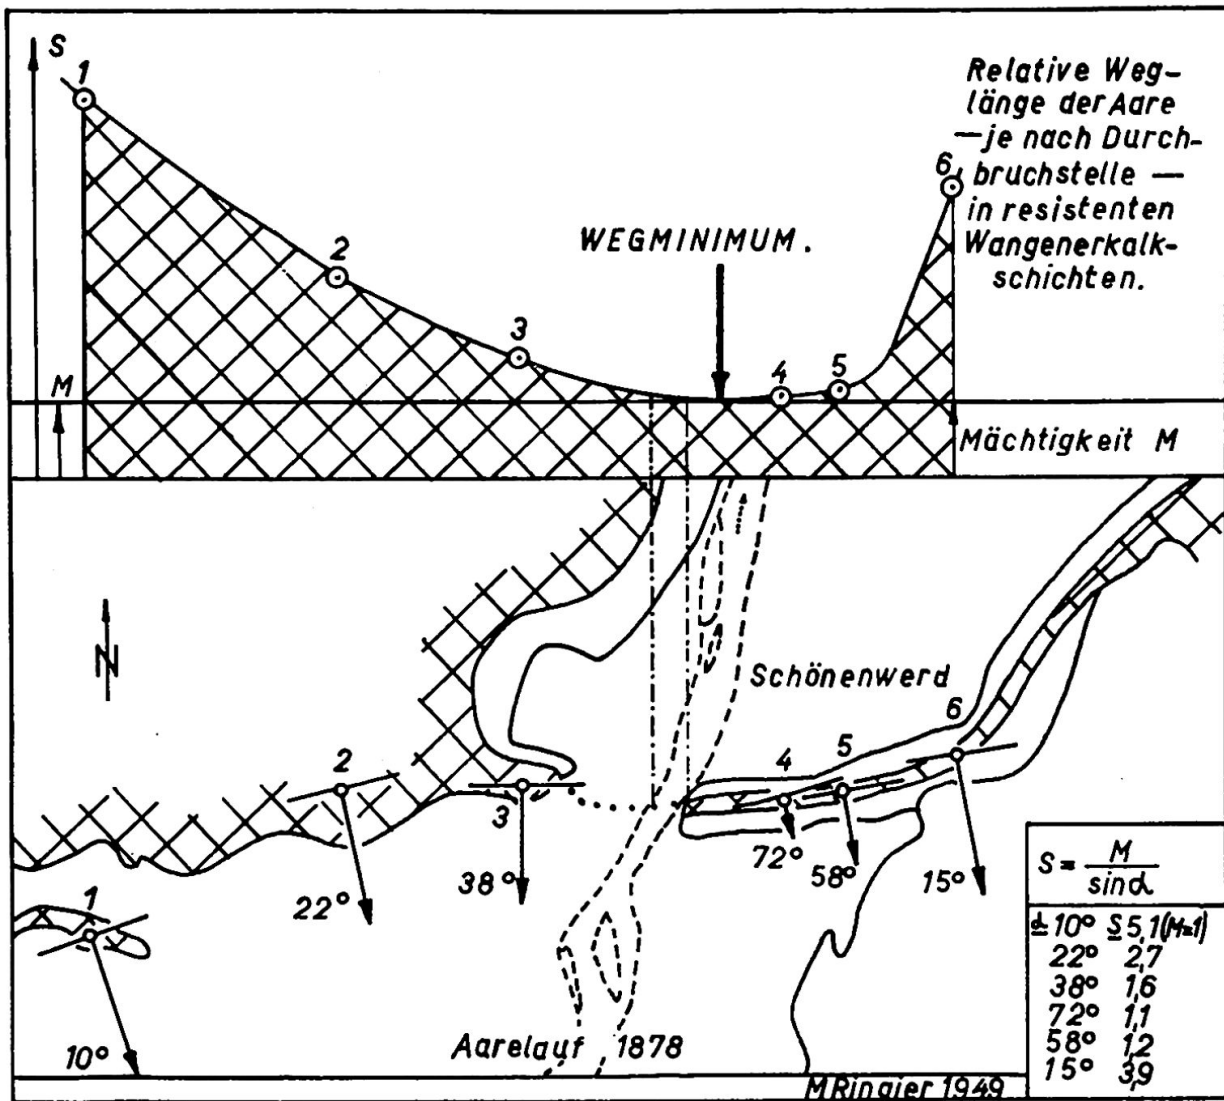 S
1
Relative Weg-
länge der Aare
— je nach Durch-
bruchstelle —
in resistenten
Wangenerkalk-
schichten.
6
2
WEGMINIMUM.
3
4
5
M
Mächtigkeit M
N
Schönenwerd
6
5
4
2
3
72°
58°
15°
38°
22°
1
10°
Aarelauf 1878
S = M / sin α
α 10° S 5,1 (M=1)
22° 2,7
38° 1,6
72° 1,1
58° 1,2
15° 3,9
M Ringier 1949